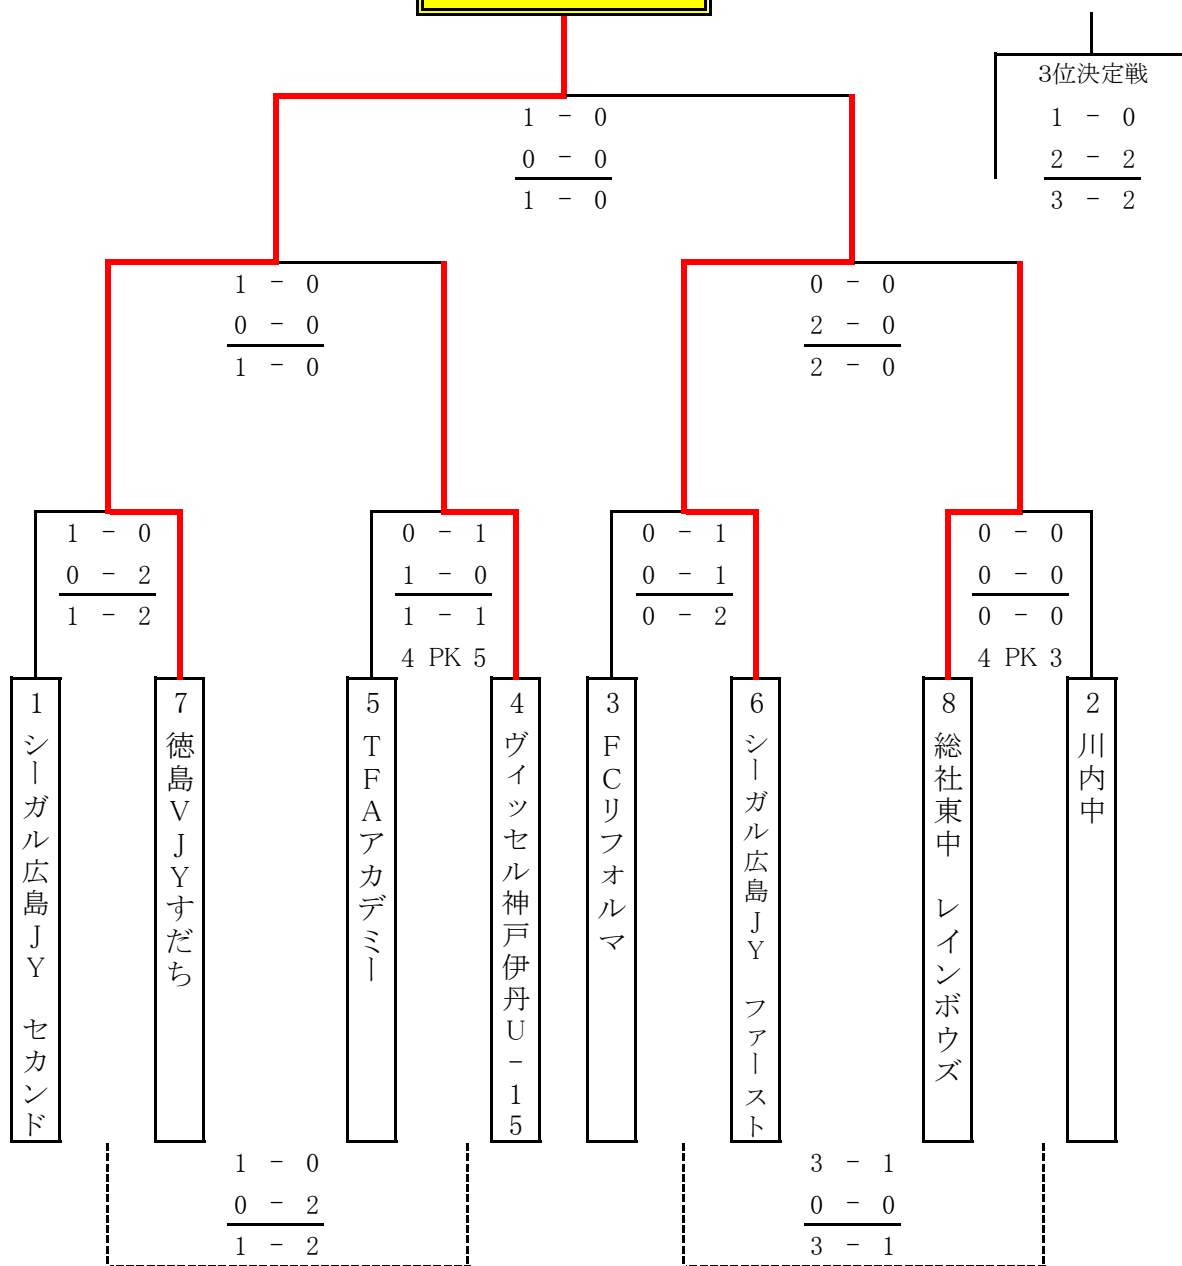 3位決定戦
1 - 0
1 - 0
0 - 0
2 - 2
1 - 0
3 - 2
1 - 0
0 - 0
0 - 0
2 - 0
1 - 0
2 - 0
1 - 0
0 - 1
0 - 1
0 - 0
0 - 2
1 - 0
0 - 1
0 - 0
1 - 2
1 - 1
0 - 2
0 - 0
4 PK 5
4 PK 3
1 シーガル広島JY セカンド
7 徳島VJYすだち
5 TFAアカデミー
4 ヴィッセル神戸伊丹U-15
3 FCリフォルマ
6 シーガル広島JY ファースト
8 総社東中 レインボウズ
2 川内中
1 - 0
3 - 1
0 - 2
0 - 0
1 - 2
3 - 1